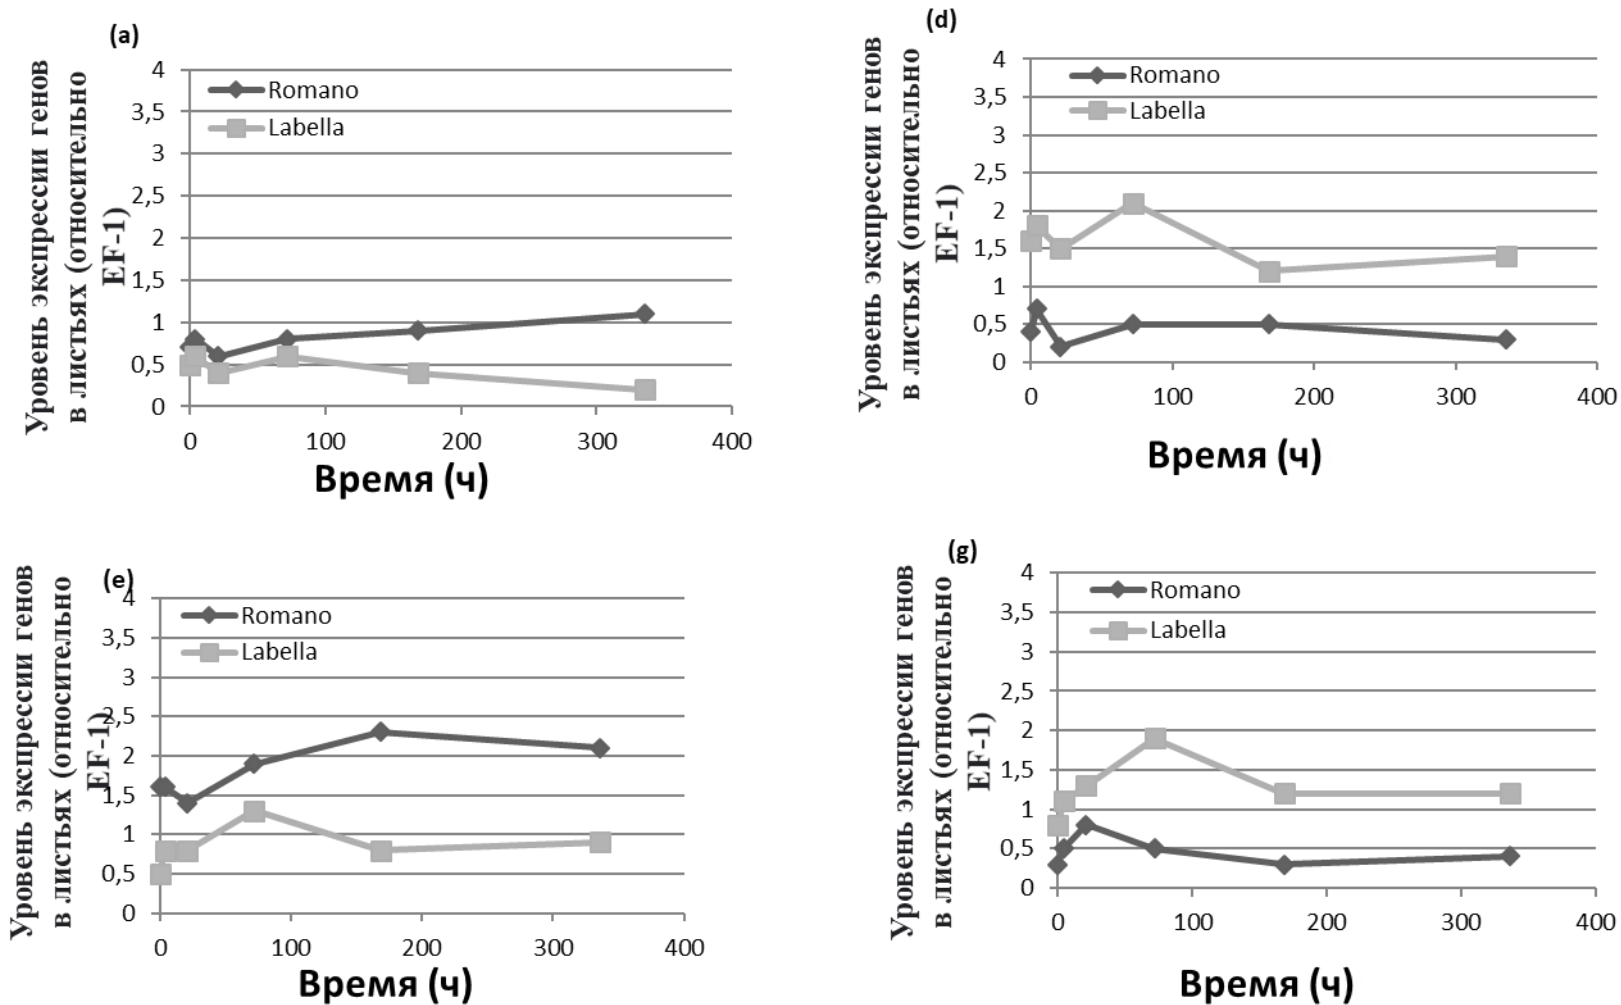 (a)
Уровень экспрессии генов
в листьях (относительно
EF-1)
4
3,5
3
2,5
2
1,5
1
0,5
0
Romano
Labella
0 100 200 300 400
Время (ч)
(d)
Уровень экспрессии генов
в листьях (относительно
EF-1)
4
3,5
3
2,5
2
1,5
1
0,5
0
Romano
Labella
0 100 200 300 400
Время (ч)
(e)
Уровень экспрессии генов
в листьях (относительно
EF-1)
4
3,5
3
2,5
2
1,5
1
0,5
0
Romano
Labella
0 100 200 300 400
Время (ч)
(g)
Уровень экспрессии генов
в листьях (относительно
EF-1)
4
3,5
3
2,5
2
1,5
1
0,5
0
Romano
Labella
0 100 200 300 400
Время (ч)